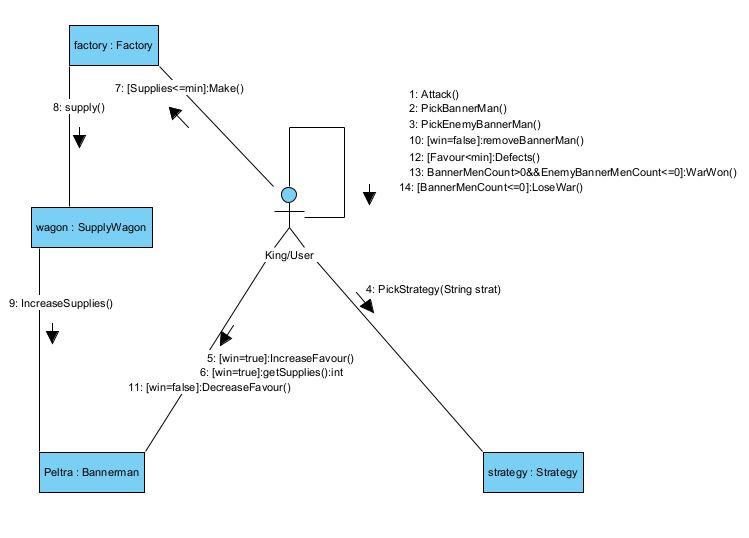 factory : Factory
7: [Supplies<=min]:Make()
8: supply()
1: Attack()
2: PickBannerMan()
3: PickEnemyBannerMan()
10: [win=false]:removeBannerMan()
12: [Favour<min]:Defects()
13: BannerMenCount>0&&EnemyBannerMenCount<=0]:WarWon()
14: [BannerMenCount<=0]:LoseWar()
wagon : SupplyWagon
King/User
9: IncreaseSupplies()
4: PickStrategy(String strat)
5: [win=true]:IncreaseFavour()
6: [win=true]:getSupplies():int
11: [win=false]:DecreaseFavour()
Peltra : Bannerman
strategy : Strategy